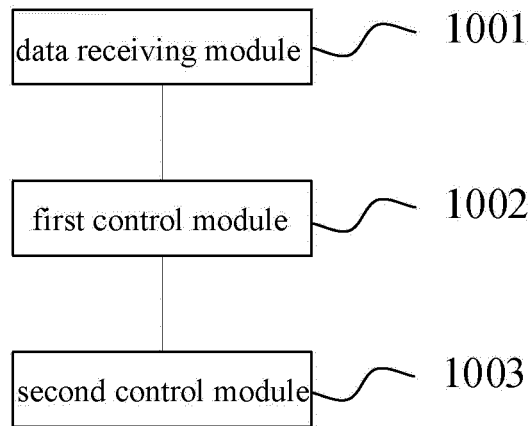 data receiving module 1001
first control module 1002
second control module 1003